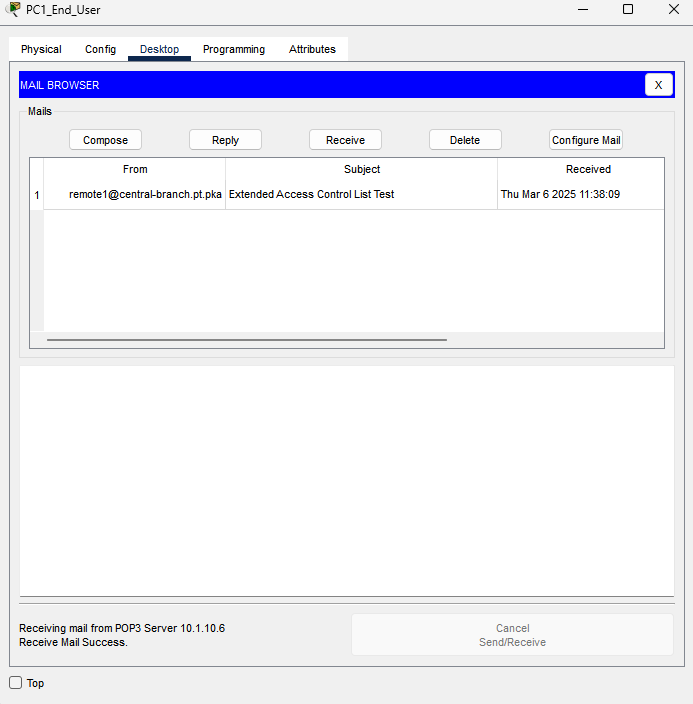 PC1_End_User
Physical Config Desktop Programming Attributes
MAIL BROWSER X
Mails
Compose Reply Receive Delete Configure Mail
From Subject Received
1 remote1@central-branch.pt.pka Extended Access Control List Test Thu Mar 6 2025 11:38:09
Receiving mail from POP3 Server 10.1.10.6
Receive Mail Success.
Cancel
Send/Receive
Top